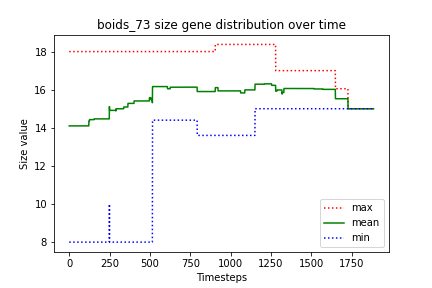 boids_73 size gene distribution over time
Size value
18
16
14
12
10
8
max
mean
min
0 250 500 750 1000 1250 1500 1750
Timesteps